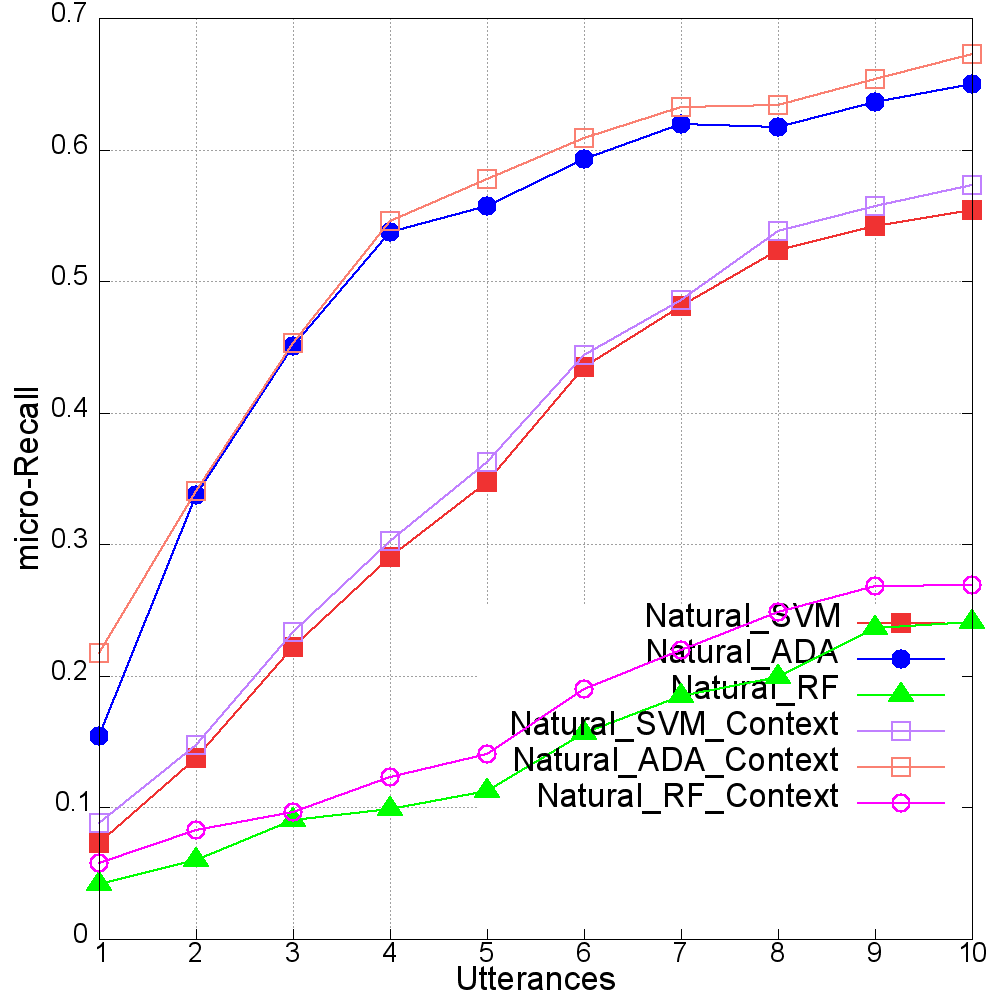 0.7
0.6
0.5
0.4
0.3
0.2
0.1
0
micro-Recall
Natural_SVM
Natural_ADA
Natural_RF
Natural_SVM_Context
Natural_ADA_Context
Natural_RF_Context
1 2 3 4 5 6 7 8 9 10
Utterances